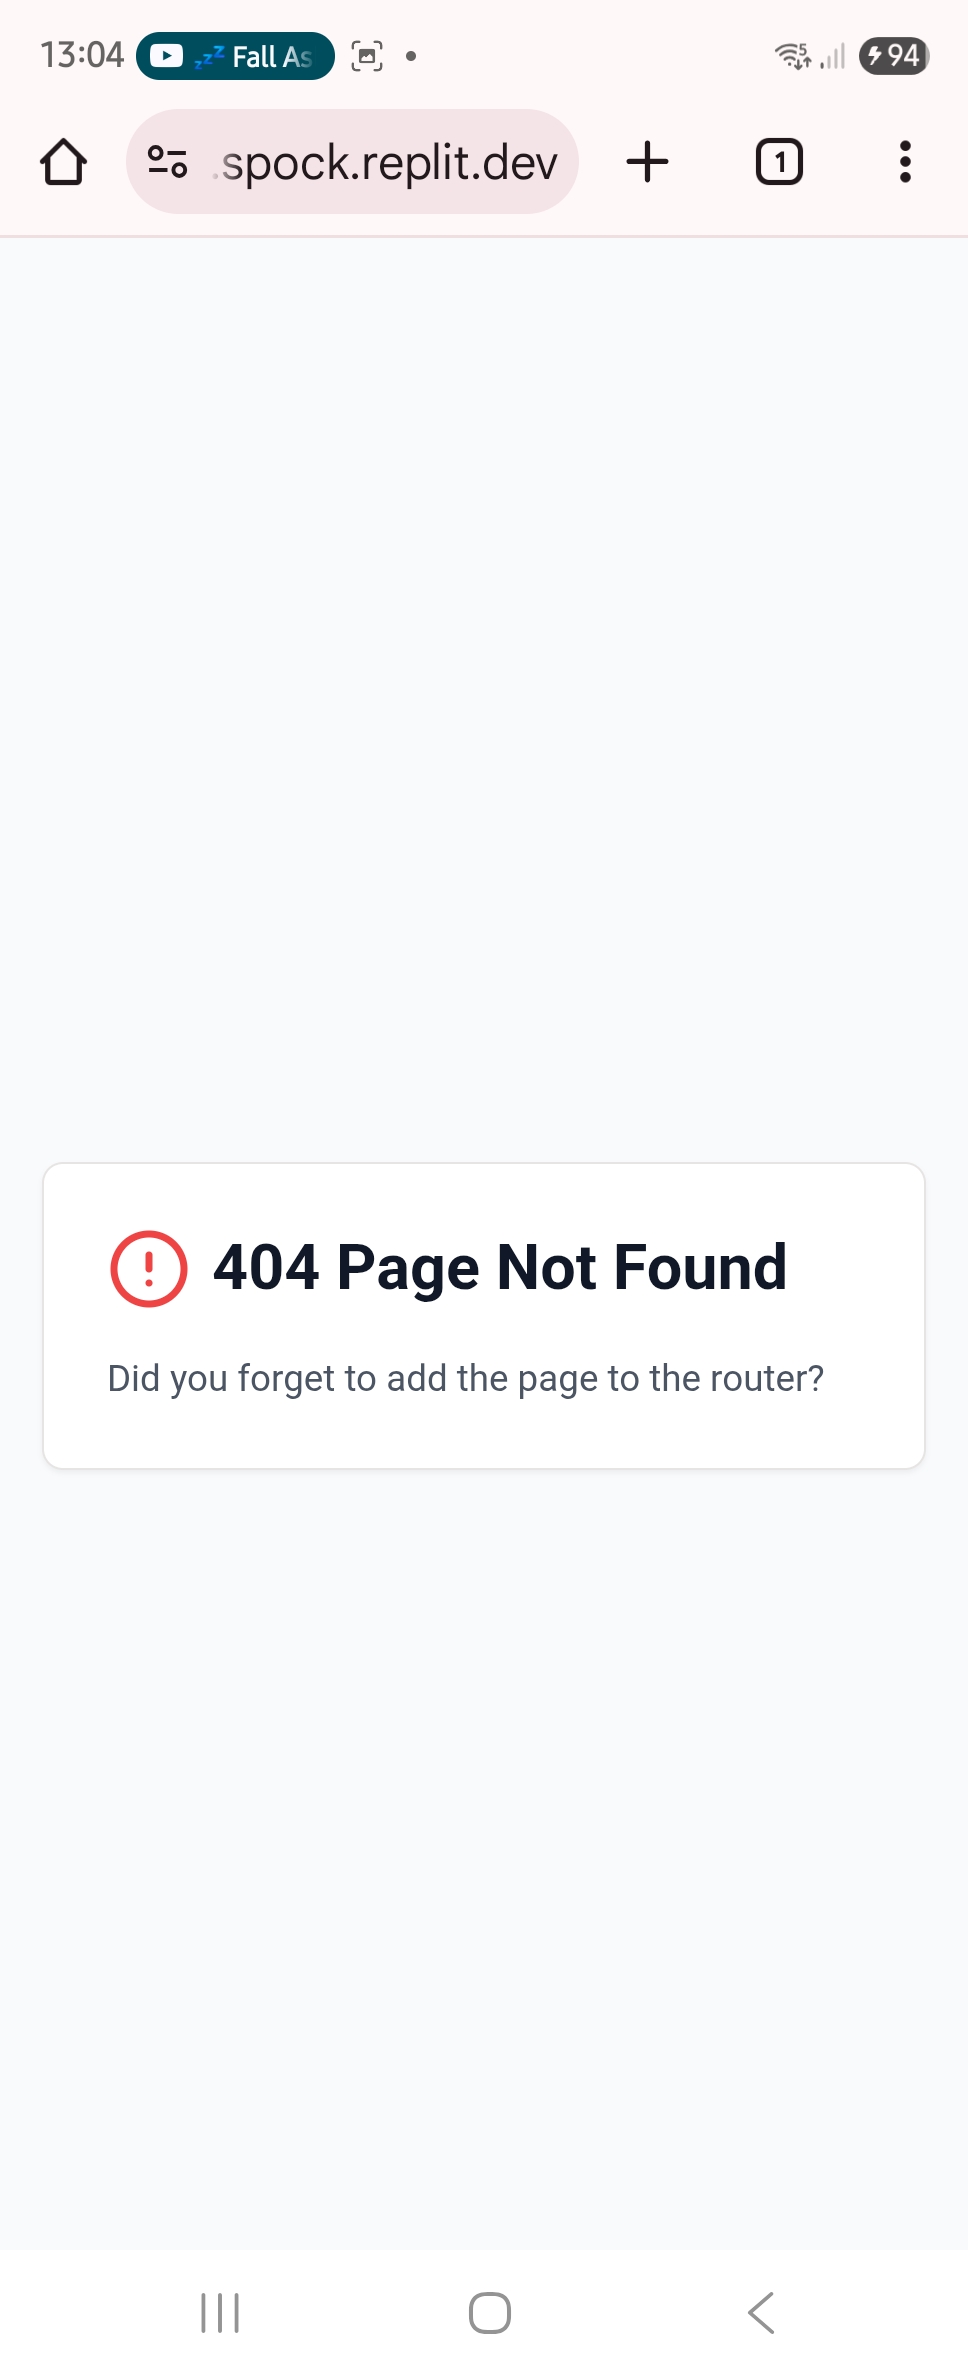 13:04 💤 Fall As 94
.spock.replit.dev 1
404 Page Not Found
Did you forget to add the page to the router?